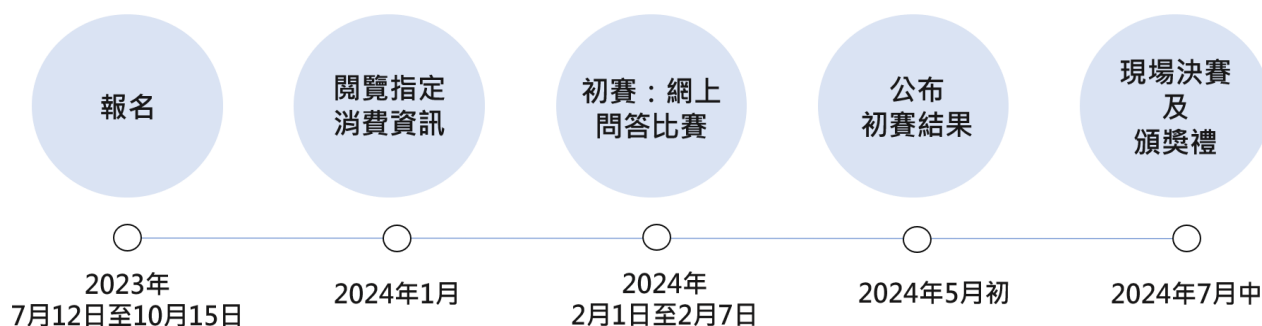 報名
閱覽指定
消費資訊
初賽：網上
問答比賽
公布
初賽結果
現場決賽
及
頒獎禮
2023年
7月12日至10月15日
2024年1月
2024年
2月1日至2月7日
2024年5月初
2024年7月中